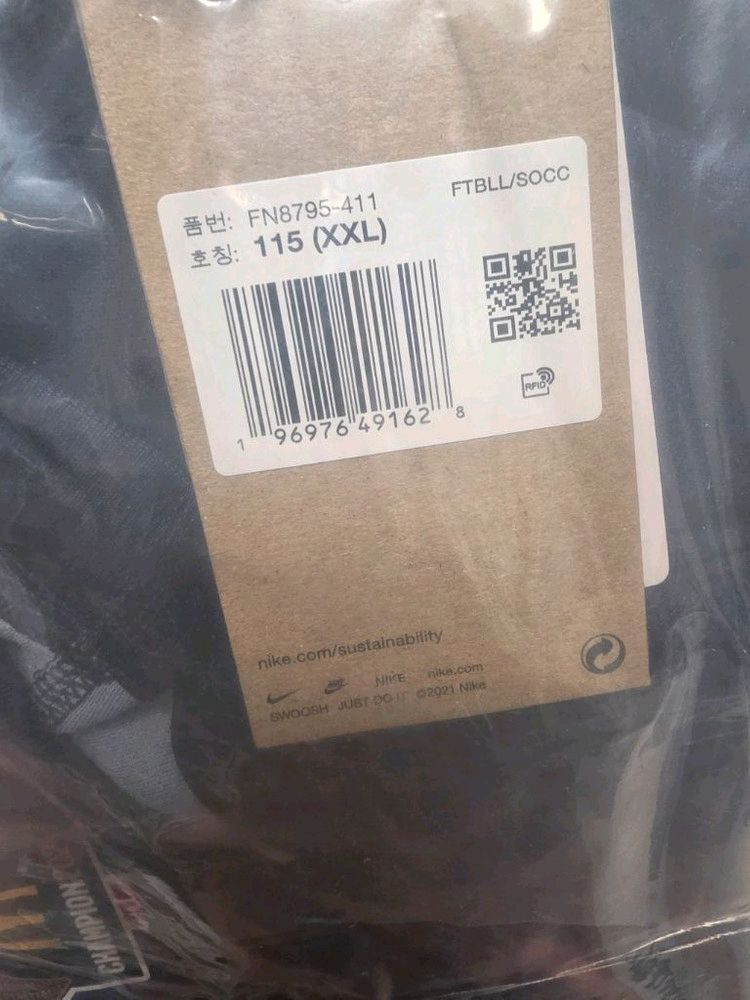 FTBLL/SOCC
품번: FN8795-411
호칭: 115 (XXL)
RFID
1 96976 49162 8
nike.com/sustainability
NIKE nike.com
SWOOSH JUST DO IT ©2021 Nike
CHAMPION